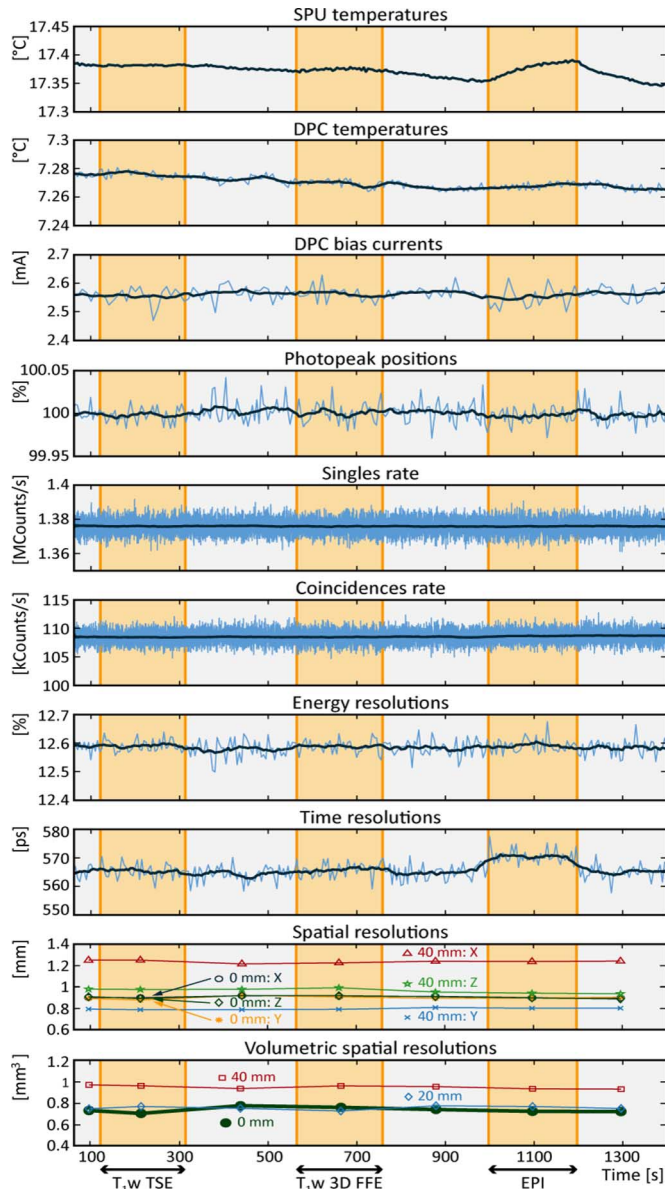 SPU temperatures
[°C]
17.45
17.4
17.3
DPC temperatures
[°C]
7.3
7.28
7.24
DPC bias currents
[mA]
2.7
2.6
2.5
2.4
Photopeak positions
[%]
100.05
100
99.95
Singles rate
[MCounts/s]
1.4
1.38
1.36
Coincidences rate
[kCounts/s]
115
110
105
100
Energy resolutions
[%]
12.7
12.6
12.5
12.4
Time resolutions
[ps]
580
570
560
550
Spatial resolutions
[mm]
1.4
1.2
1
0.8
0.6
40 mm: X
0 mm: X
40 mm: Z
0 mm: Z
0 mm: Y
40 mm: Y
Volumetric spatial resolutions
[mm³]
1.2
1
0.8
0.6
0.4
40 mm
20 mm
0 mm
100 300 500 700 900 1100 1300
Time [s]
TSE 3D FFE EPI